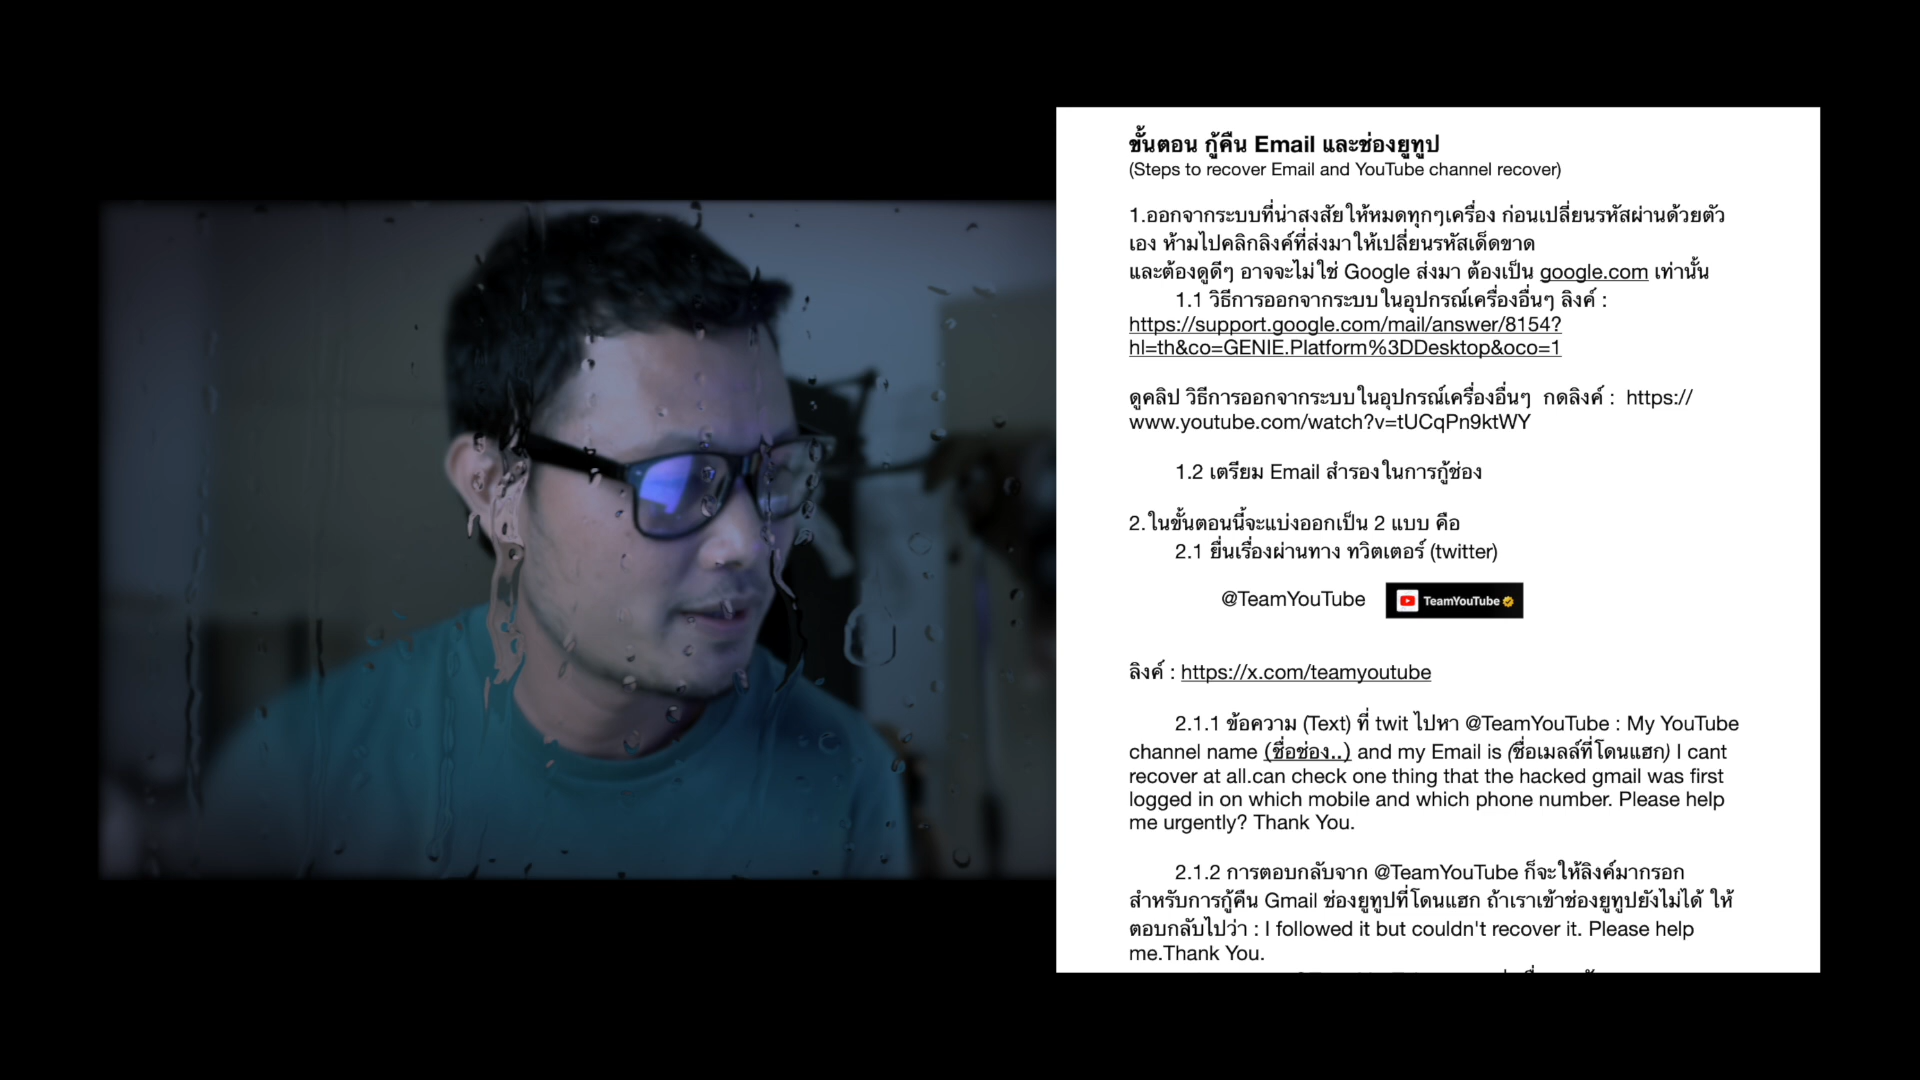 ขั้นตอน กู้คืน Email และช่องยูทูป
(Steps to recover Email and YouTube channel recover)
1.ออกจากระบบที่น่าสงสัยให้หมดทุกๆเครื่อง ก่อนเปลี่ยนรหัสผ่านด้วยตัว
เอง ห้ามไปคลิกลิงค์ที่ส่งมาให้เปลี่ยนรหัสเด็ดขาด
และต้องดูดีๆ อาจจะไม่ใช่ Google ส่งมา ต้องเป็น google.com เท่านั้น
1.1 วิธีการออกจากระบบในอุปกรณ์เครื่องอื่นๆ ลิงค์ :
https://support.google.com/mail/answer/8154?
hl=th&co=GENIE.Platform%3DDesktop&oco=1
ดูคลิป วิธีการออกจากระบบในอุปกรณ์เครื่องอื่นๆ กดลิงค์ : https://
www.youtube.com/watch?v=tUCqPn9ktWY
1.2 เตรียม Email สำรองในการกู้ช่อง
2.ในขั้นตอนนี้จะแบ่งออกเป็น 2 แบบ คือ
2.1 ยื่นเรื่องผ่านทาง ทวิตเตอร์ (twitter)
@TeamYouTube TeamYouTube
ลิงค์ : https://x.com/teamyoutube
2.1.1 ข้อความ (Text) ที่ twit ไปหา @TeamYouTube : My YouTube
channel name (ชื่อช่อง..) and my Email is (ชื่อเมลล์ที่โดนแฮก) I cant
recover at all.can check one thing that the hacked gmail was first
logged in on which mobile and which phone number. Please help
me urgently? Thank You.
2.1.2 การตอบกลับจาก @TeamYouTube ก็จะให้ลิงค์มากรอก
สำหรับการกู้คืน Gmail ช่องยูทูปที่โดนแฮก ถ้าเราเข้าช่องยูทูปยังไม่ได้ ให้
ตอบกลับไปว่า : I followed it but couldn't recover it. Please help
me.Thank You.